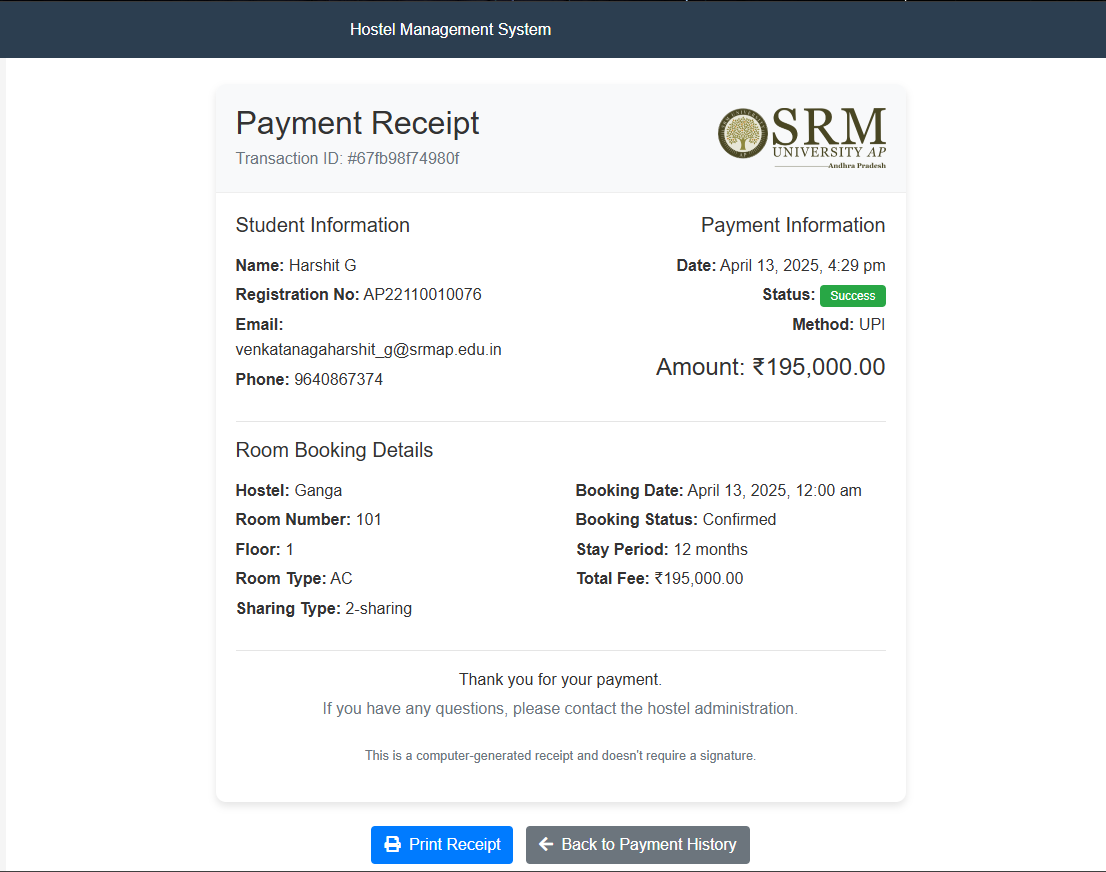 Hostel Management System
Payment Receipt
Transaction ID: #67fb98f74980f
SRM
UNIVERSITY AP
Andhra Pradesh
Student Information
Name: Harshit G
Registration No: AP22110010076
Email:
venkatanagaharshit_g@srmap.edu.in
Phone: 9640867374
Payment Information
Date: April 13, 2025, 4:29 pm
Status: Success
Method: UPI
Amount: ₹195,000.00
Room Booking Details
Hostel: Ganga
Room Number: 101
Floor: 1
Room Type: AC
Sharing Type: 2-sharing
Booking Date: April 13, 2025, 12:00 am
Booking Status: Confirmed
Stay Period: 12 months
Total Fee: ₹195,000.00
Thank you for your payment.
If you have any questions, please contact the hostel administration.
This is a computer-generated receipt and doesn't require a signature.
Print Receipt
Back to Payment History